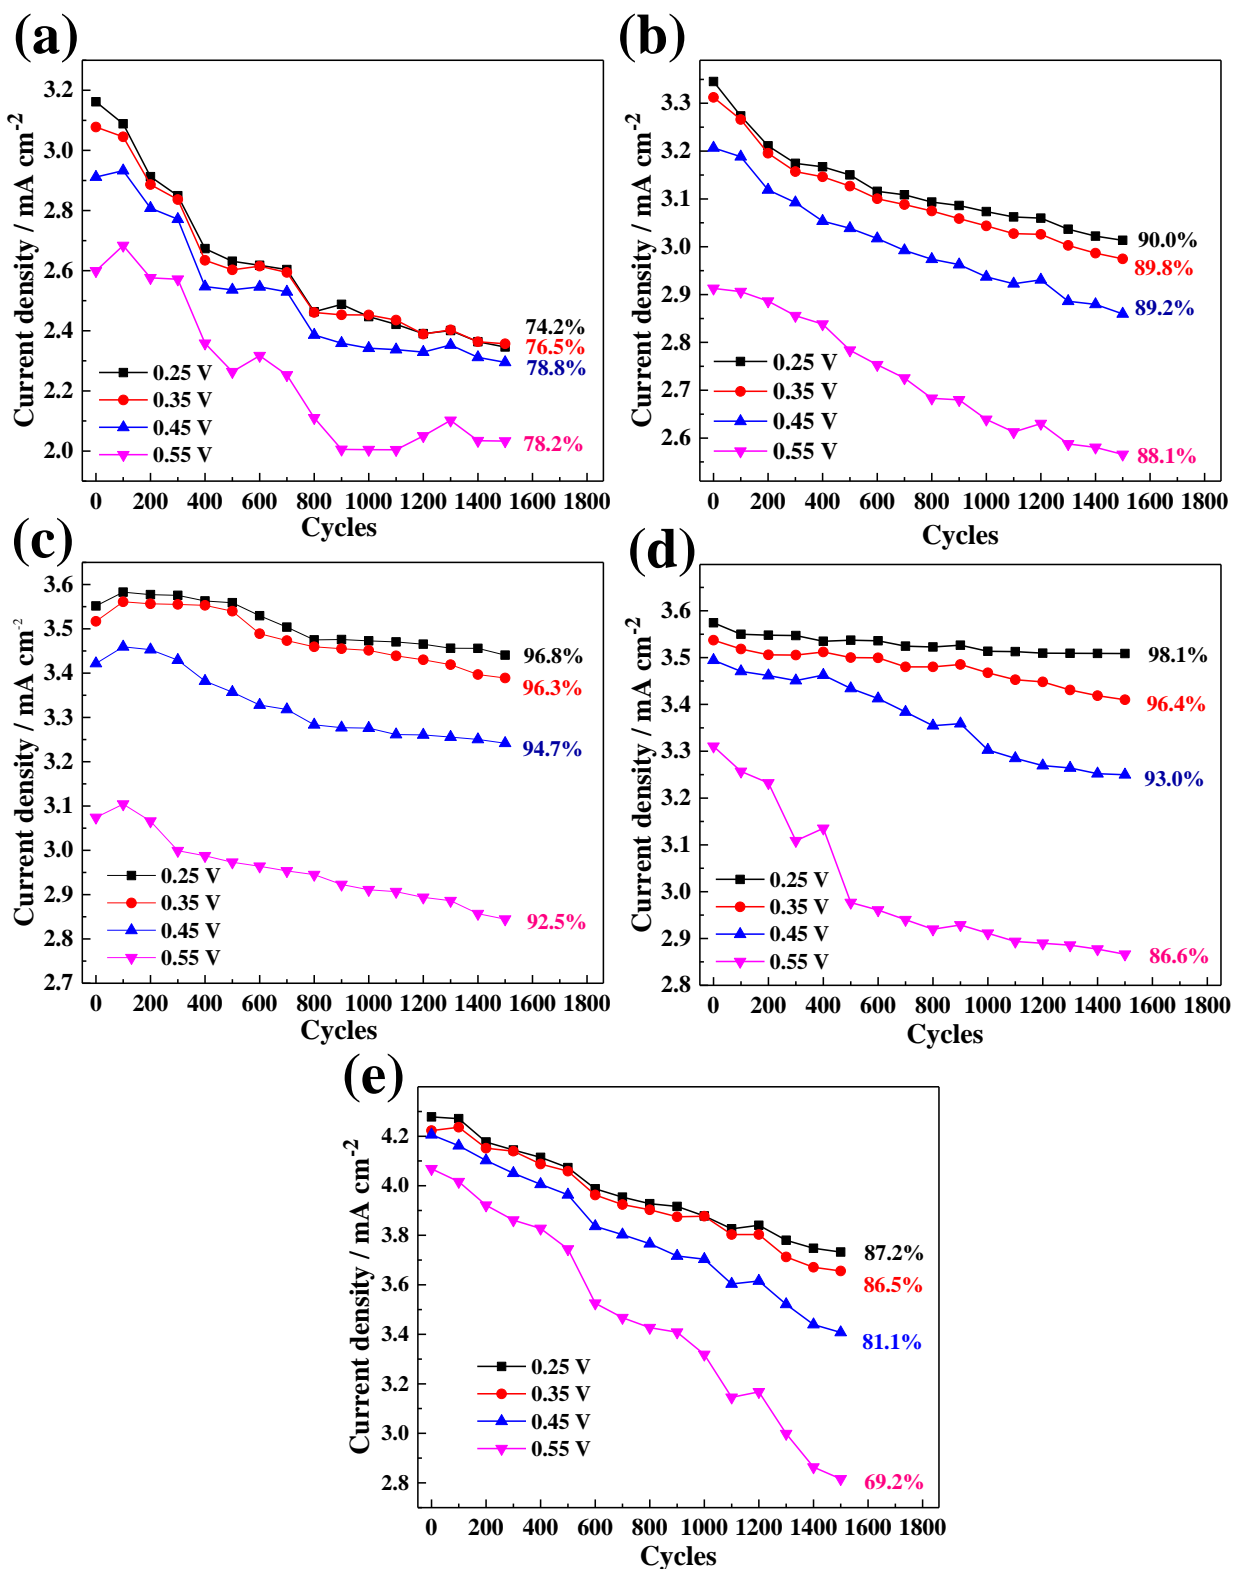 (a)
Current density / mA cm-2
3.2
3.0
2.8
2.6
2.4
2.2
2.0
0.25 V
0.35 V
0.45 V
0.55 V
74.2%
76.5%
78.8%
78.2%
0 200 400 600 800 1000 1200 1400 1600 1800
Cycles
(b)
Current density / mA cm-2
3.3
3.2
3.1
3.0
2.9
2.8
2.7
2.6
0.25 V
0.35 V
0.45 V
0.55 V
90.0%
89.8%
89.2%
88.1%
0 200 400 600 800 1000 1200 1400 1600 1800
Cycles
(c)
Current density / mA cm-2
3.6
3.5
3.4
3.3
3.2
3.1
3.0
2.9
2.8
2.7
0.25 V
0.35 V
0.45 V
0.55 V
96.8%
96.3%
94.7%
92.5%
0 200 400 600 800 1000 1200 1400 1600 1800
Cycles
(d)
Current density / mA cm-2
3.6
3.5
3.4
3.3
3.2
3.1
3.0
2.9
2.8
0.25 V
0.35 V
0.45 V
0.55 V
98.1%
96.4%
93.0%
86.6%
0 200 400 600 800 1000 1200 1400 1600 1800
Cycles
(e)
Current density / mA cm-2
4.2
4.0
3.8
3.6
3.4
3.2
3.0
2.8
0.25 V
0.35 V
0.45 V
0.55 V
87.2%
86.5%
81.1%
69.2%
0 200 400 600 800 1000 1200 1400 1600 1800
Cycles